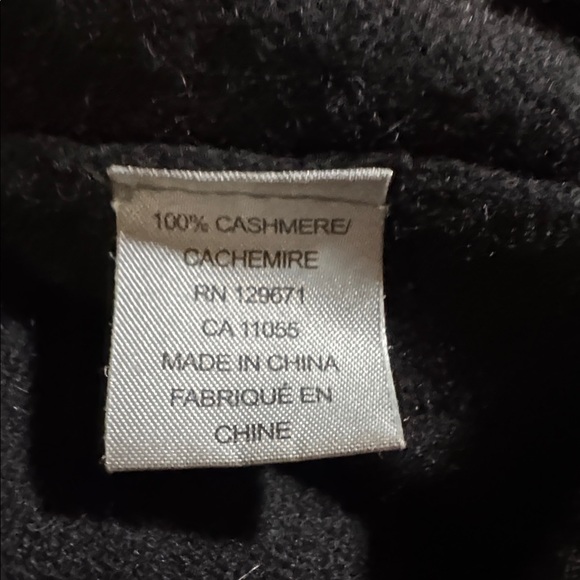 100% CASHMERE/
CACHEMIRE
RN 129671
CA 11055
MADE IN CHINA
FABRIQUÉ EN
CHINE